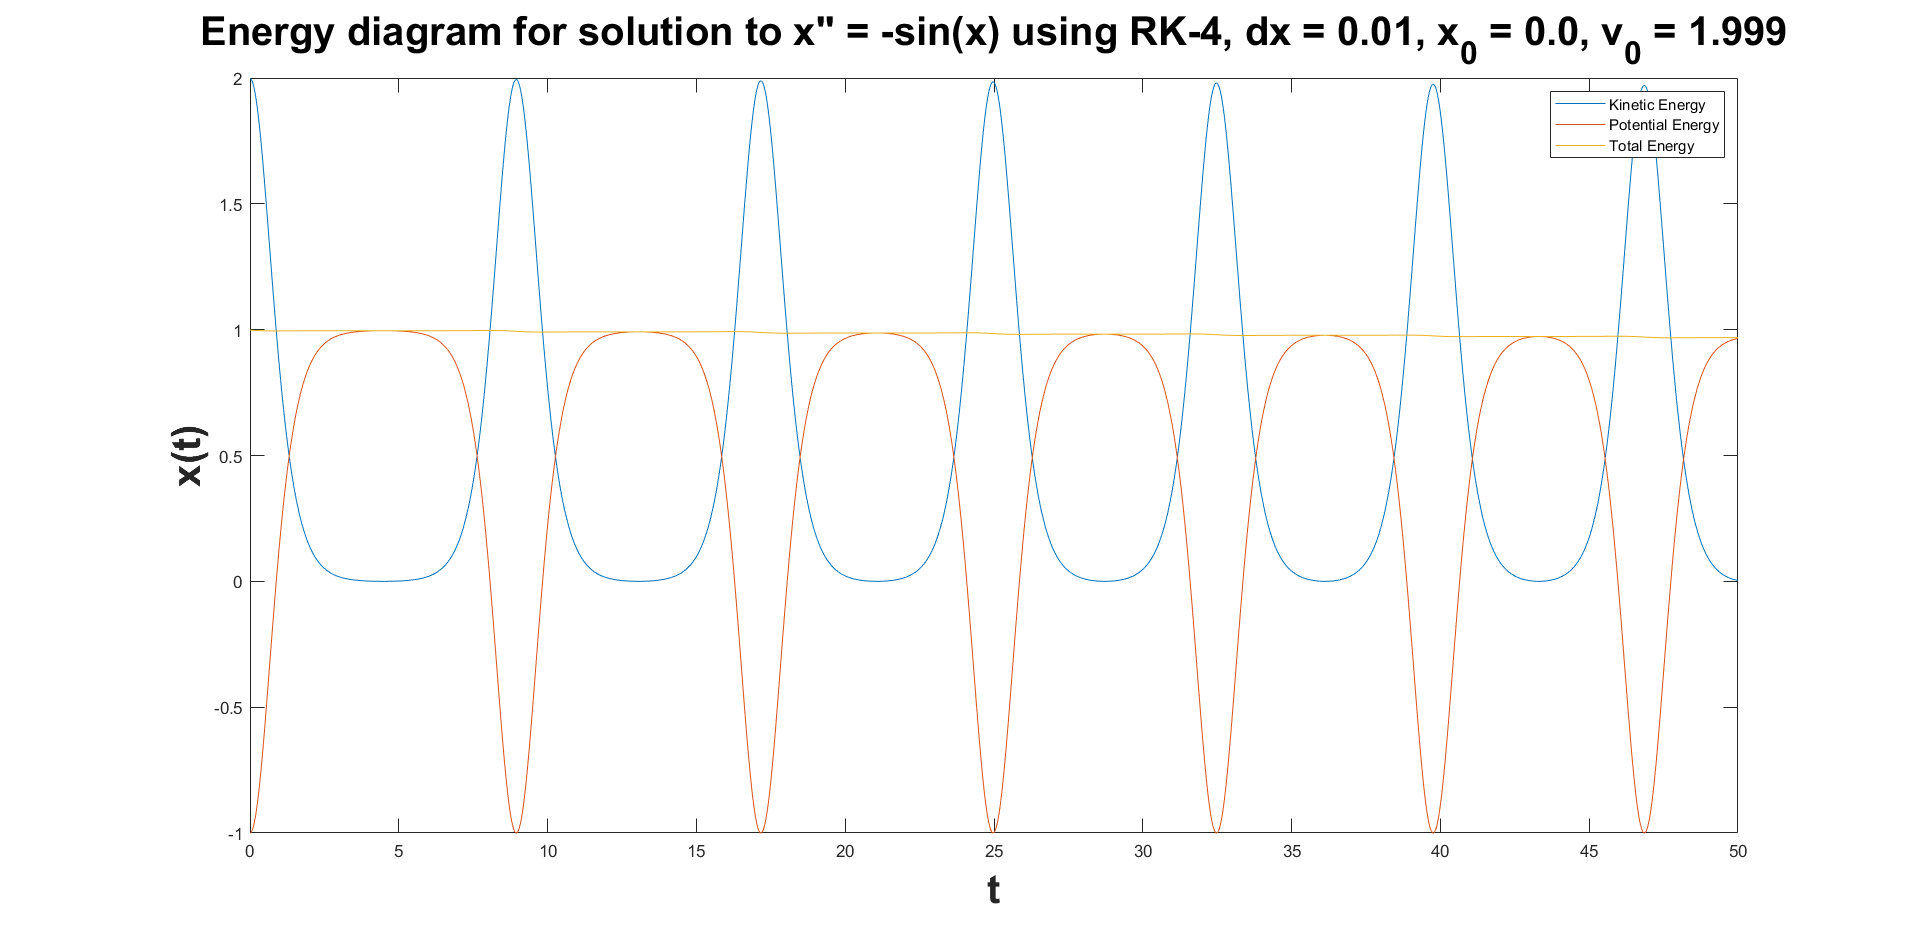 Energy diagram for solution to x" = -sin(x) using RK-4, dx = 0.01, x₀ = 0.0, v₀ = 1.999
Kinetic Energy
Potential Energy
Total Energy
2
1.5
1
0.5
0
-0.5
-1
x(t)
0 5 10 15 20 25 30 35 40 45 50
t